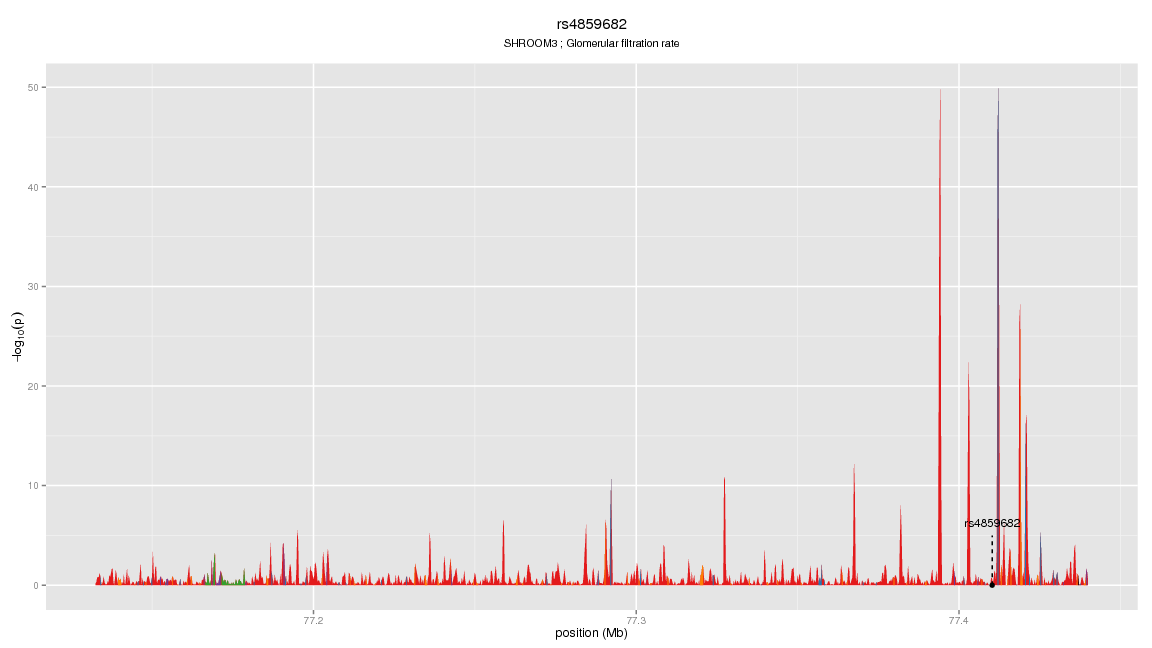 rs4859682
SHROOM3 ; Glomerular filtration rate
50
40
30
20
10
0
−log10(p)
rs4859682
77.2
77.3
77.4
position (Mb)